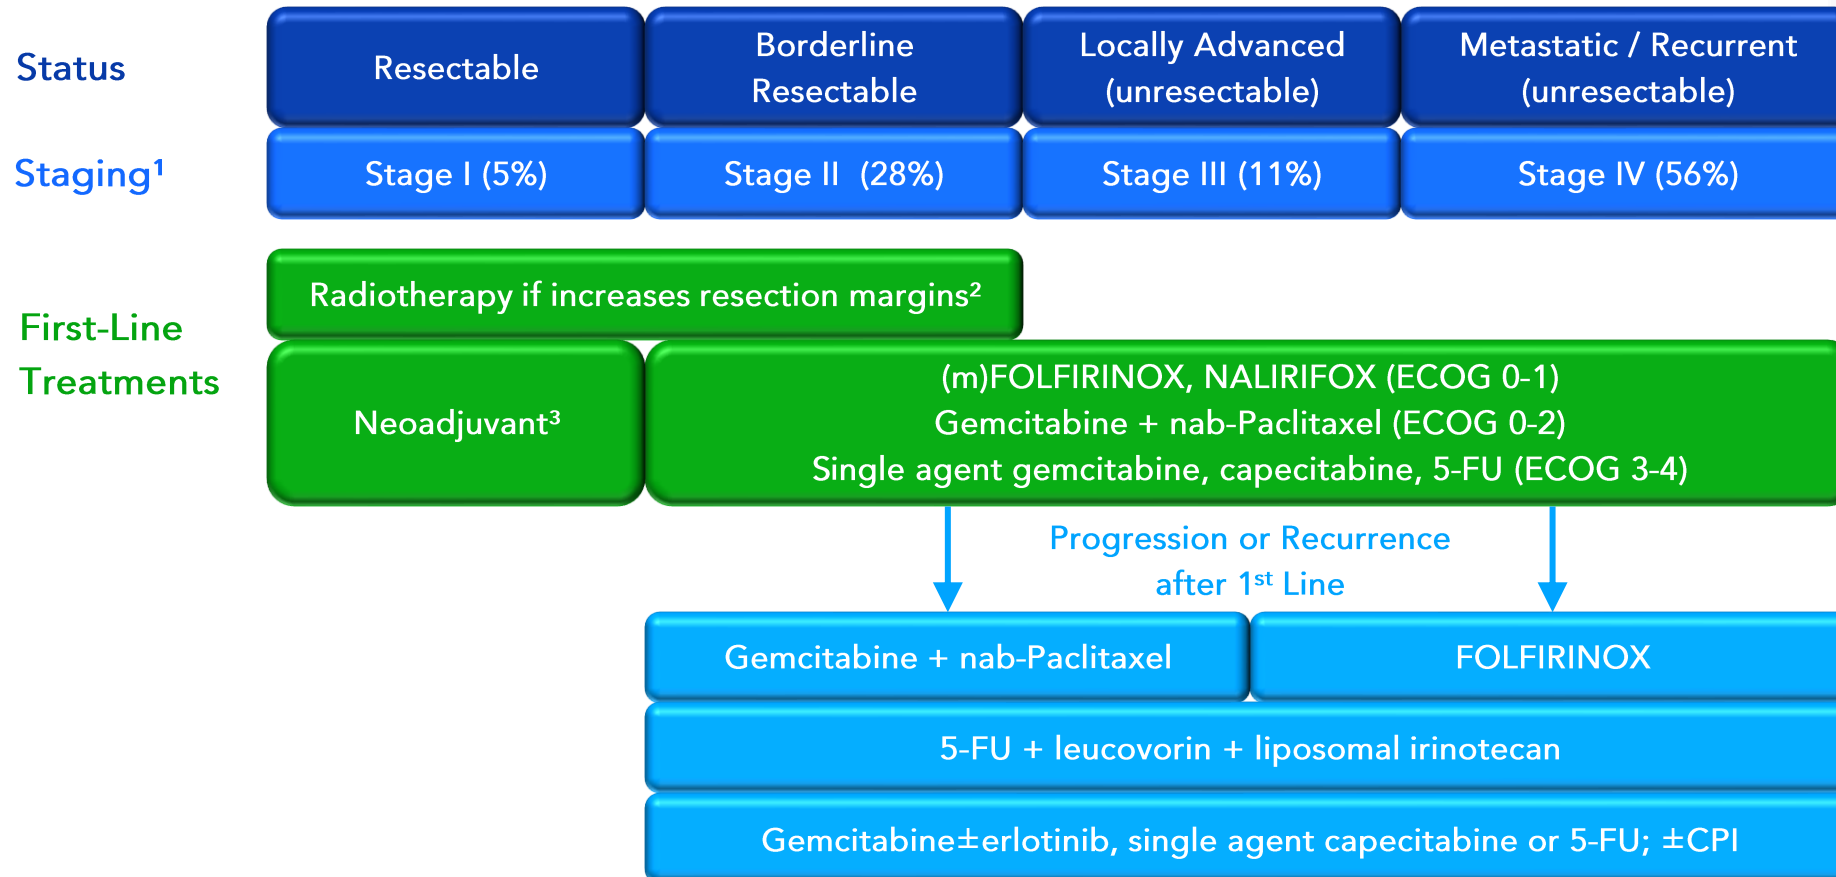 Status
Resectable
Borderline
Resectable
Locally Advanced
(unresectable)
Metastatic / Recurrent
(unresectable)
Staging¹
Stage I (5%)
Stage II (28%)
Stage III (11%)
Stage IV (56%)
First-Line
Treatments
Radiotherapy if increases resection margins²
Neoadjuvant³
(m)FOLFIRINOX, NALIRIFOX (ECOG 0-1)
Gemcitabine + nab-Paclitaxel (ECOG 0-2)
Single agent gemcitabine, capecitabine, 5-FU (ECOG 3-4)
Progression or Recurrence
after 1st Line
Gemcitabine + nab-Paclitaxel
FOLFIRINOX
5-FU + leucovorin + liposomal irinotecan
Gemcitabine±erlotinib, single agent capecitabine or 5-FU; ±CPI